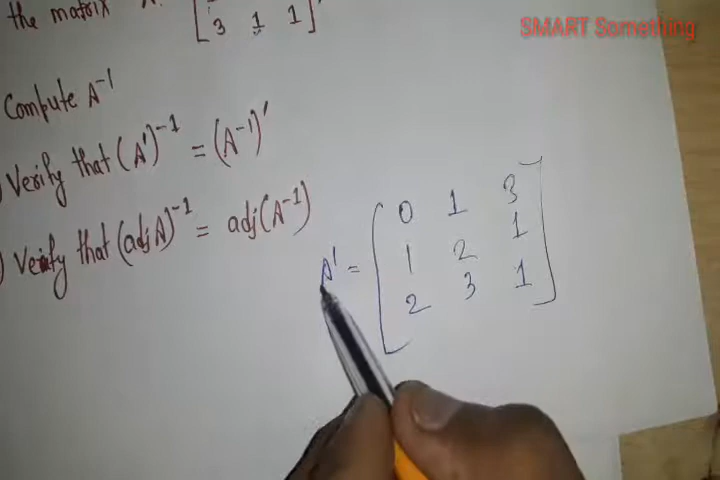 SMART Something
the matrix
3 1 1
Compute A⁻¹
Verify that (A')⁻¹ = (A⁻¹)'
Verify that (adj A)⁻¹ = adj(A⁻¹)
A' =
0 1 3
1 2 1
2 3 1